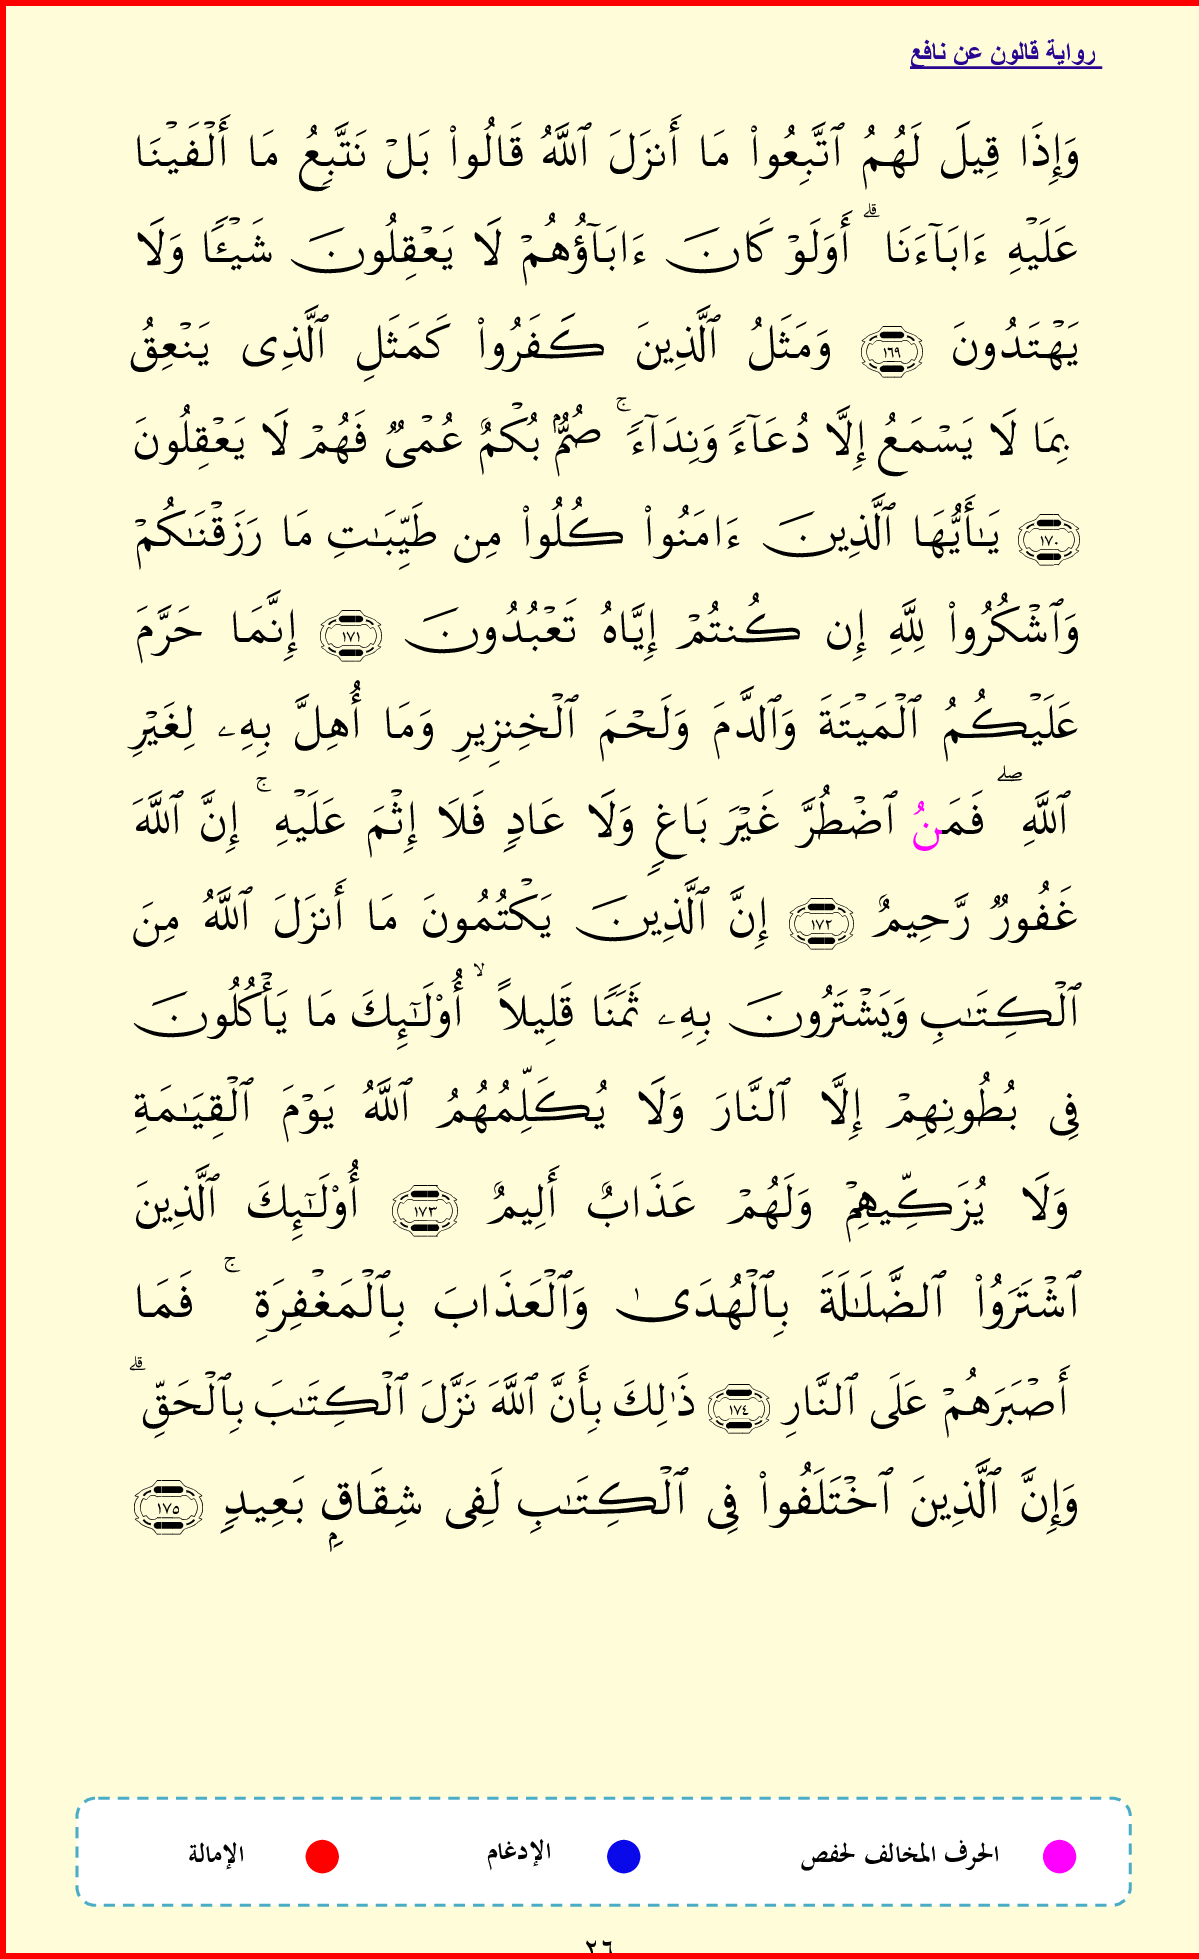 رواية قالون عن نافع
وَإِذَا قِيلَ لَهُمُ ٱتَّبِعُوا۟ مَا أَنزَلَ ٱللَّهُ قَالُوا۟ بَلۡ نَتَّبِعُ مَا أَلۡفَيۡنَا
عَلَيۡهِ ءَابَآءَنَا ۗ أَوَلَوۡ كَانَ ءَابَآؤُهُمۡ لَا يَعۡقِلُونَ شَيۡـًٔا وَلَا
يَهۡتَدُونَ ١٦٩ وَمَثَلُ ٱلَّذِينَ كَفَرُوا۟ كَمَثَلِ ٱلَّذِى يَنۡعِقُ
بِمَا لَا يَسۡمَعُ إِلَّا دُعَآءً وَنِدَآءً ۚ صُمُّۢ بُكۡمٌ عُمۡىٌ فَهُمۡ لَا يَعۡقِلُونَ
١٧٠ يَـٰٓأَيُّهَا ٱلَّذِينَ ءَامَنُوا۟ كُلُوا۟ مِن طَيِّبَـٰتِ مَا رَزَقۡنَـٰكُمۡ
وَٱشۡكُرُوا۟ لِلَّهِ إِن كُنتُمۡ إِيَّاهُ تَعۡبُدُونَ ١٧١ إِنَّمَا حَرَّمَ
عَلَيۡكُمُ ٱلۡمَيۡتَةَ وَٱلدَّمَ وَلَحۡمَ ٱلۡخِنزِيرِ وَمَا أُهِلَّ بِهِۦ لِغَيۡرِ
ٱللَّهِ ۖ فَمَنُ ٱضۡطُرَّ غَيۡرَ بَاغٍ وَلَا عَادٍ فَلَا إِثۡمَ عَلَيۡهِ ۚ إِنَّ ٱللَّهَ
غَفُورٌ رَّحِيمٌ ١٧٢ إِنَّ ٱلَّذِينَ يَكۡتُمُونَ مَا أَنزَلَ ٱللَّهُ مِنَ
ٱلۡكِتَـٰبِ وَيَشۡتَرُونَ بِهِۦ ثَمَنًا قَلِيلاً ۙ أُو۟لَـٰٓئِكَ مَا يَأۡكُلُونَ
فِى بُطُونِهِمۡ إِلَّا ٱلنَّارَ وَلَا يُكَلِّمُهُمُ ٱللَّهُ يَوۡمَ ٱلۡقِيَـٰمَةِ
وَلَا يُزَكِّيهِمۡ وَلَهُمۡ عَذَابٌ أَلِيمٌ ١٧٣ أُو۟لَـٰٓئِكَ ٱلَّذِينَ
ٱشۡتَرَوُا۟ ٱلضَّلَـٰلَةَ بِٱلۡهُدَىٰ وَٱلۡعَذَابَ بِٱلۡمَغۡفِرَةِ ۚ فَمَا
أَصۡبَرَهُمۡ عَلَى ٱلنَّارِ ١٧٤ ذَٰلِكَ بِأَنَّ ٱللَّهَ نَزَّلَ ٱلۡكِتَـٰبَ بِٱلۡحَقِّ ۗ
وَإِنَّ ٱلَّذِينَ ٱخۡتَلَفُوا۟ فِى ٱلۡكِتَـٰبِ لَفِى شِقَاقِۭ بَعِيدٍ ١٧٥
الحرف المخالف لحفص الإدغام الإمالة
٢٦